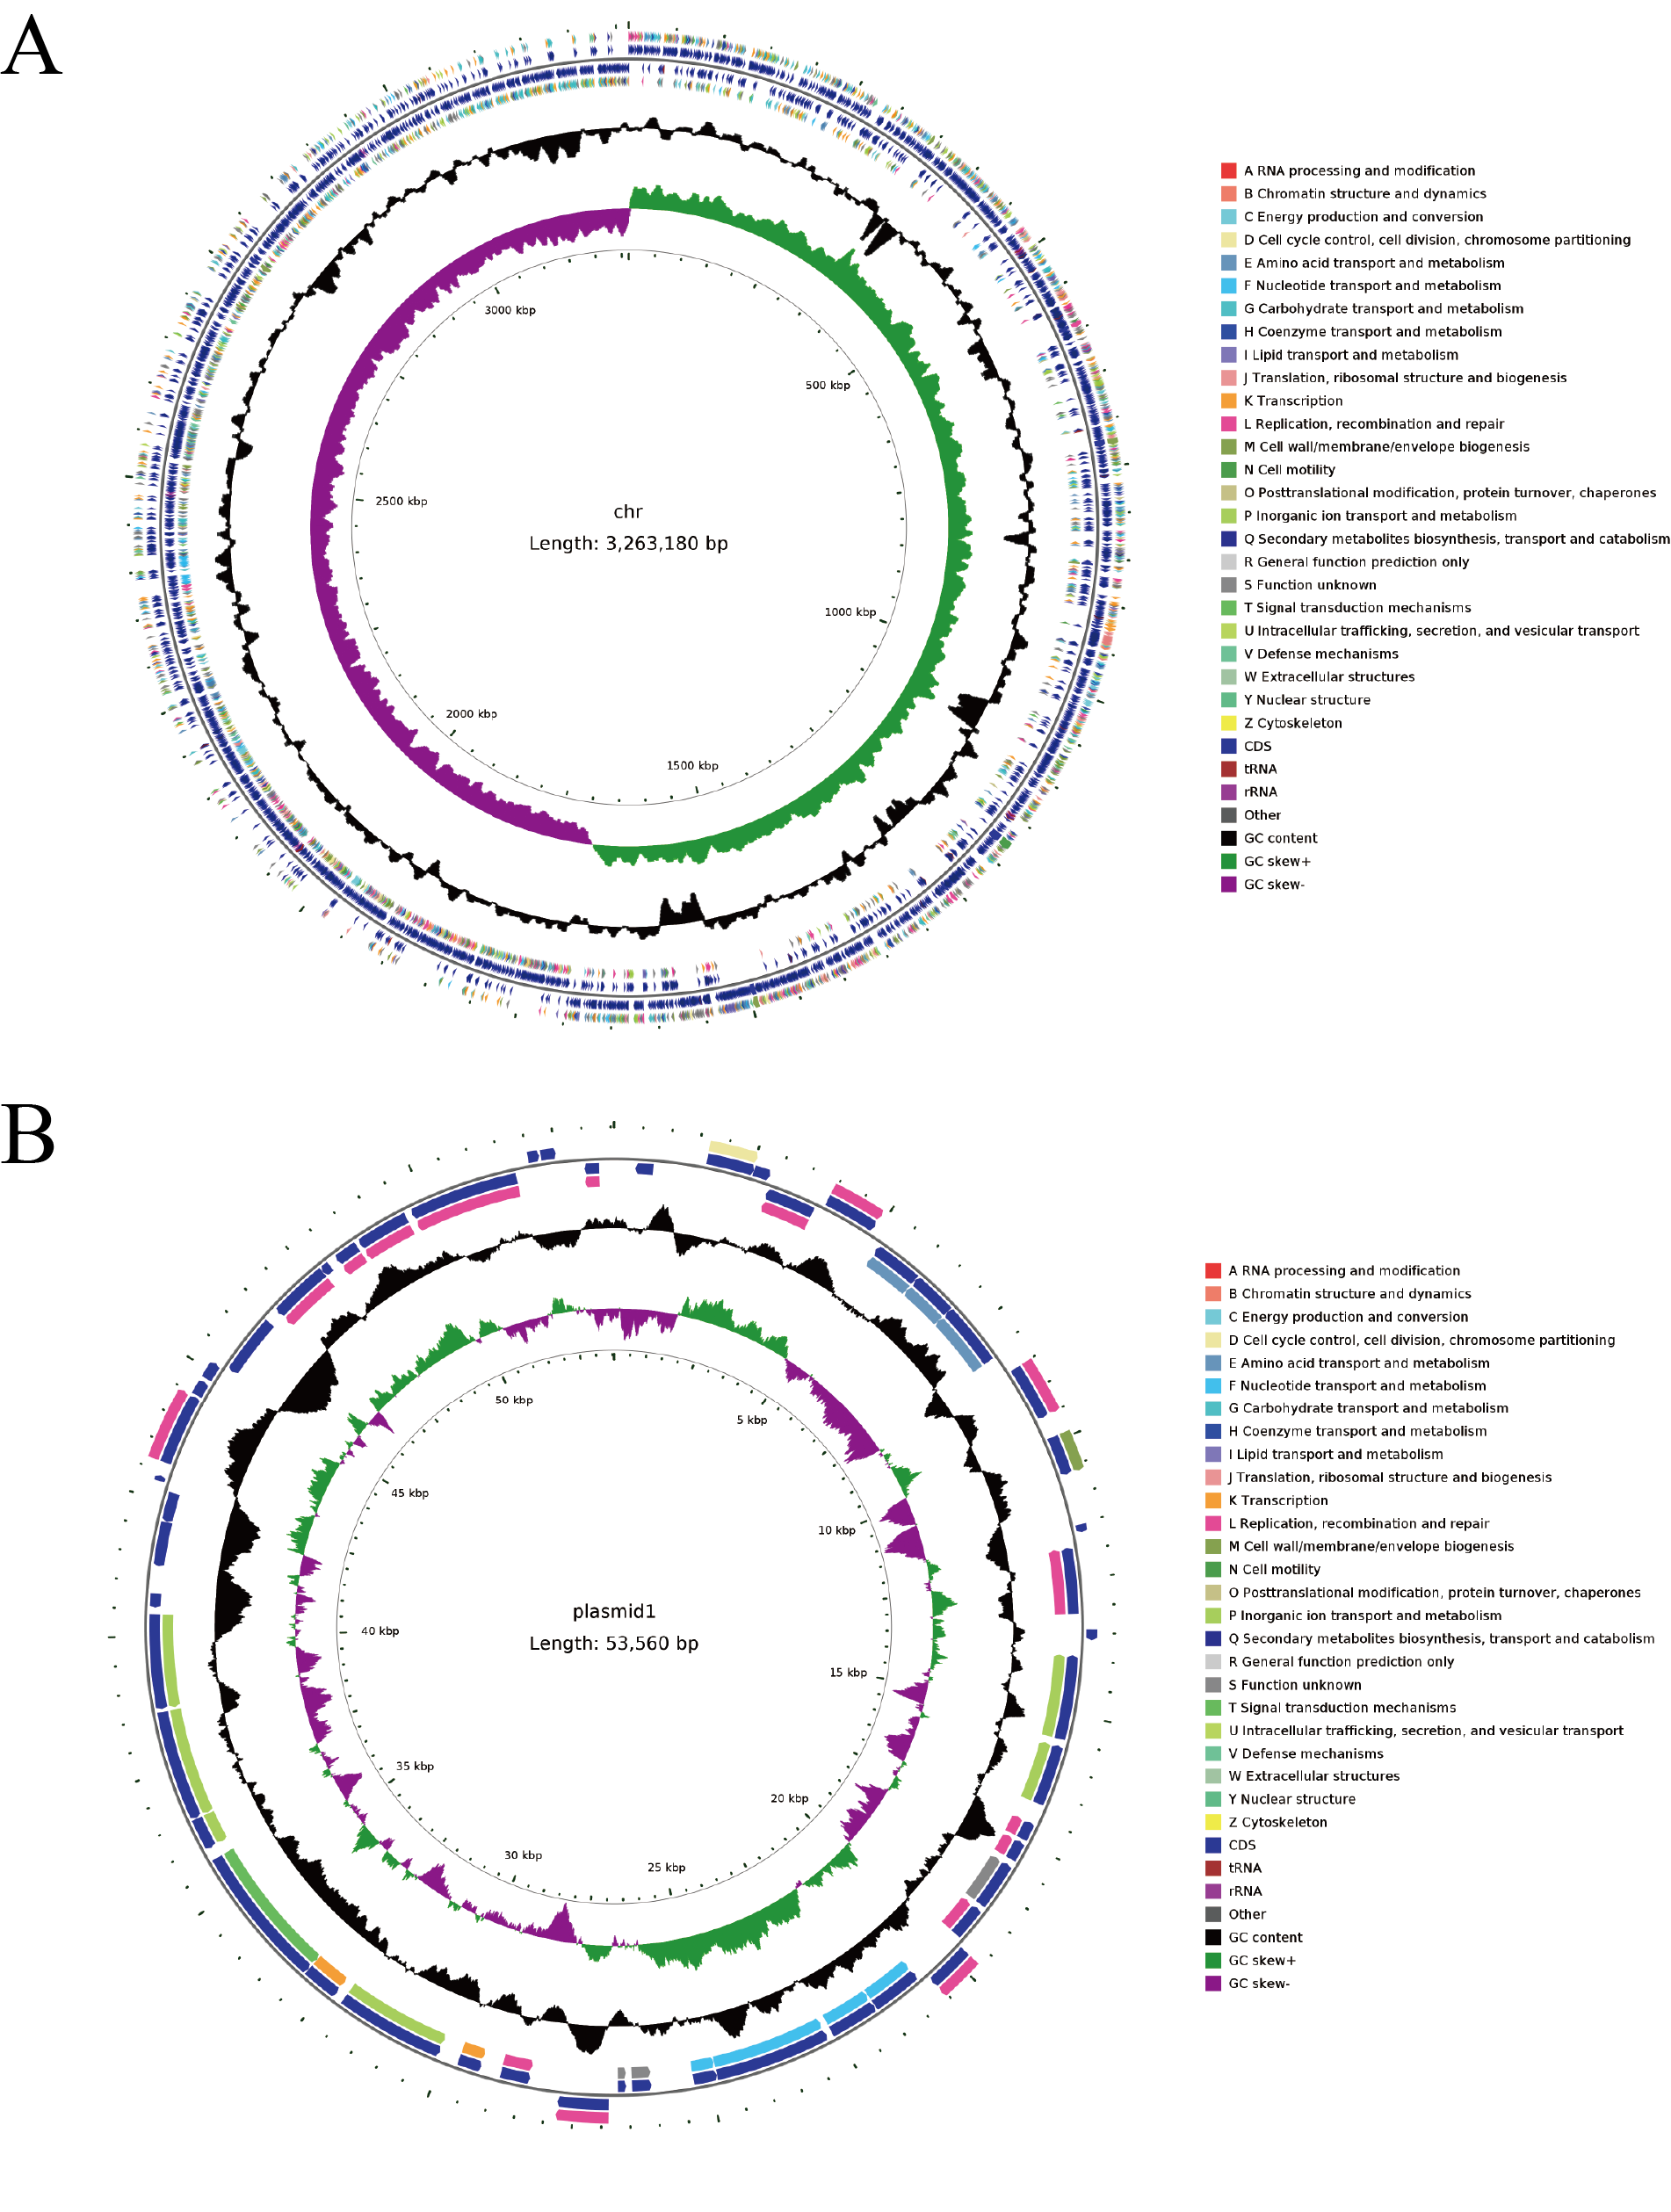 A
3000 kbp
500 kbp
2500 kbp
chr
Length: 3,263,180 bp
1000 kbp
2000 kbp
1500 kbp
A RNA processing and modification
B Chromatin structure and dynamics
C Energy production and conversion
D Cell cycle control, cell division, chromosome partitioning
E Amino acid transport and metabolism
F Nucleotide transport and metabolism
G Carbohydrate transport and metabolism
H Coenzyme transport and metabolism
I Lipid transport and metabolism
J Translation, ribosomal structure and biogenesis
K Transcription
L Replication, recombination and repair
M Cell wall/membrane/envelope biogenesis
N Cell motility
O Posttranslational modification, protein turnover, chaperones
P Inorganic ion transport and metabolism
Q Secondary metabolites biosynthesis, transport and catabolism
R General function prediction only
S Function unknown
T Signal transduction mechanisms
U Intracellular trafficking, secretion, and vesicular transport
V Defense mechanisms
W Extracellular structures
Y Nuclear structure
Z Cytoskeleton
CDS
tRNA
rRNA
Other
GC content
GC skew+
GC skew-
B
50 kbp
5 kbp
45 kbp
10 kbp
plasmid1
40 kbp
Length: 53,560 bp
15 kbp
35 kbp
20 kbp
30 kbp
25 kbp
A RNA processing and modification
B Chromatin structure and dynamics
C Energy production and conversion
D Cell cycle control, cell division, chromosome partitioning
E Amino acid transport and metabolism
F Nucleotide transport and metabolism
G Carbohydrate transport and metabolism
H Coenzyme transport and metabolism
I Lipid transport and metabolism
J Translation, ribosomal structure and biogenesis
K Transcription
L Replication, recombination and repair
M Cell wall/membrane/envelope biogenesis
N Cell motility
O Posttranslational modification, protein turnover, chaperones
P Inorganic ion transport and metabolism
Q Secondary metabolites biosynthesis, transport and catabolism
R General function prediction only
S Function unknown
T Signal transduction mechanisms
U Intracellular trafficking, secretion, and vesicular transport
V Defense mechanisms
W Extracellular structures
Y Nuclear structure
Z Cytoskeleton
CDS
tRNA
rRNA
Other
GC content
GC skew+
GC skew-